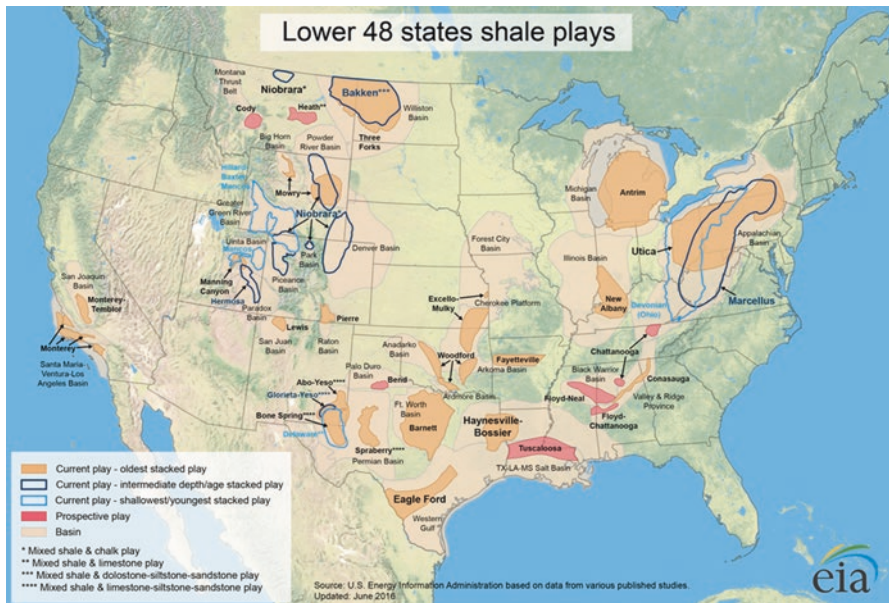 Lower 48 states shale plays
Montana
Thrust
Belt
Niobrara*
Bakken***
Cody
Heath**
Williston
Basin
Big Horn
Basin
Powder
River Basin
Three
Forks
Hilliard-
Baxter-
Mancos
Mowry
Greater
Green River
Basin
Niobrara*
Michigan
Basin
Antrim
Uinta Basin
Mancos
Park
Basin
Denver Basin
Forest
City Basin
Illinois Basin
Utica
Appalachian
Basin
Manning
Canyon
Piceance
Basin
Hermosa
San Joaquin
Basin
Monterey-
Temblor
Paradox
Basin
Excello-
Mulky
Cherokee Platform
New
Albany
Devonian
(Ohio)
Marcellus
Pierre
Lewis
San Juan
Basin
Raton
Basin
Monterey
Santa Maria-
Ventura-Los
Angeles Basin
Anadarko
Basin
Woodford
Fayetteville
Arkoma Basin
Chattanooga
Black Warrior
Basin
Conasauga
Palo Duro
Basin
Bend
Ardmore Basin
Abo-Yeso****
Glorieta-Yeso****
Floyd-Neal
Valley & Ridge
Province
Bone Spring****
Delaware
Ft. Worth
Basin
Barnett
Haynesville-
Bossier
Floyd-
Chattanooga
Spraberry****
Permian Basin
Tuscaloosa
TX-LA-MS Salt Basin
Eagle Ford
Western
Gulf
Current play - oldest stacked play
Current play - intermediate depth/age stacked play
Current play - shallowest/youngest stacked play
Prospective play
Basin
* Mixed shale & chalk play
** Mixed shale & limestone play
*** Mixed shale & dolostone-siltstone-sandstone play
**** Mixed shale & limestone-siltstone-sandstone play
Source: U.S. Energy Information Administration based on data from various published studies.
Updated: June 2016
eia